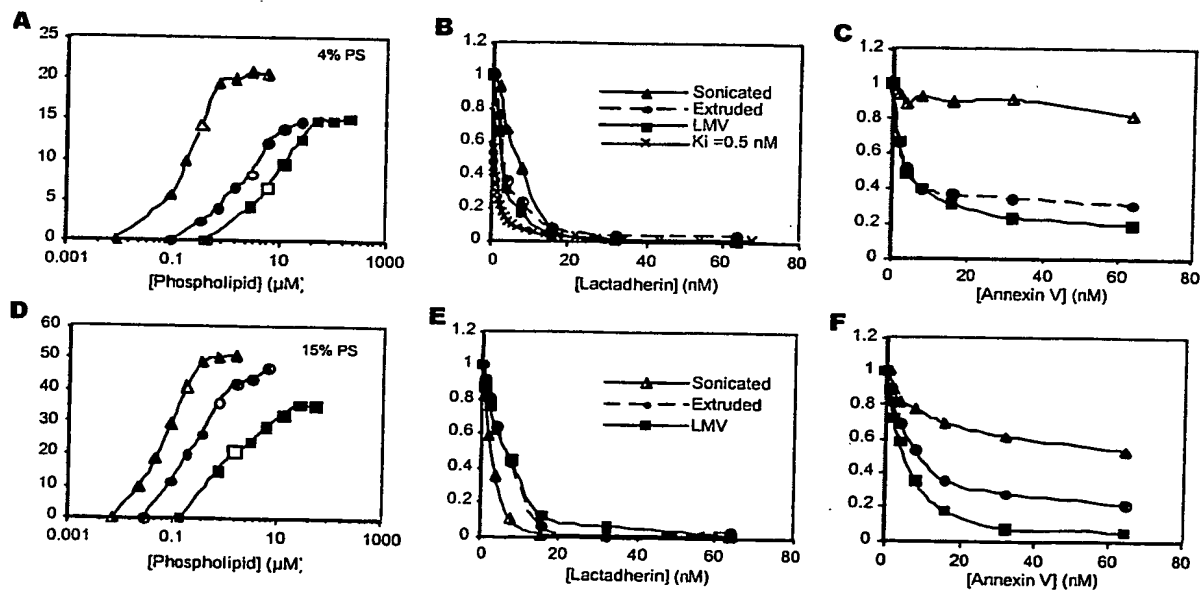 A
25
20
15
10
5
0
4% PS
0.001 0.1 10 1000
[Phospholipid] (µM;
B
1.2
1
0.8
0.6
0.4
0.2
0
Sonicated
Extruded
LMV
Ki =0.5 nM
0 20 40 60 80
[Lactadherin] (nM)
C
1.2
1
0.8
0.6
0.4
0.2
0
0 20 40 60 80
[Annexin V] (nM)
D
60
50
40
30
20
10
0
15% PS
0.001 0.1 10 1000
[Phospholipid] (µM;
E
1.2
1
0.8
0.6
0.4
0.2
0
Sonicated
Extruded
LMV
0 20 40 60 80
[Lactadherin] (nM)
F
1.2
1
0.8
0.6
0.4
0.2
0
0 20 40 60 80
[Annexin V] (nM)